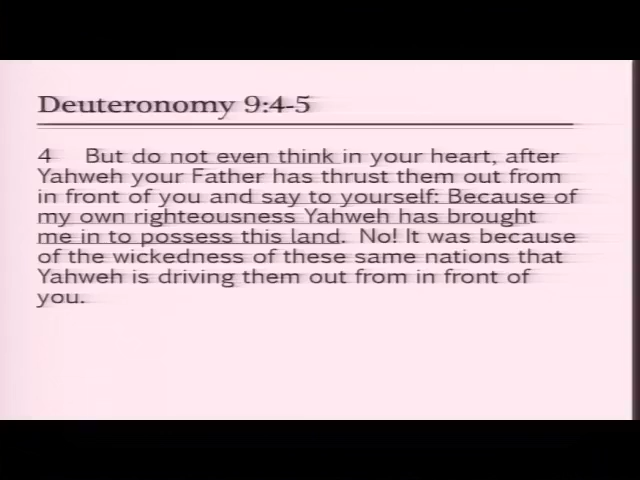 Deuteronomy 9:4-5
4 But do not even think in your heart, after
Yahweh your Father has thrust them out from
in front of you and say to yourself: Because of
my own righteousness Yahweh has brought
me in to possess this land. No! It was because
of the wickedness of these same nations that
Yahweh is driving them out from in front of
you.